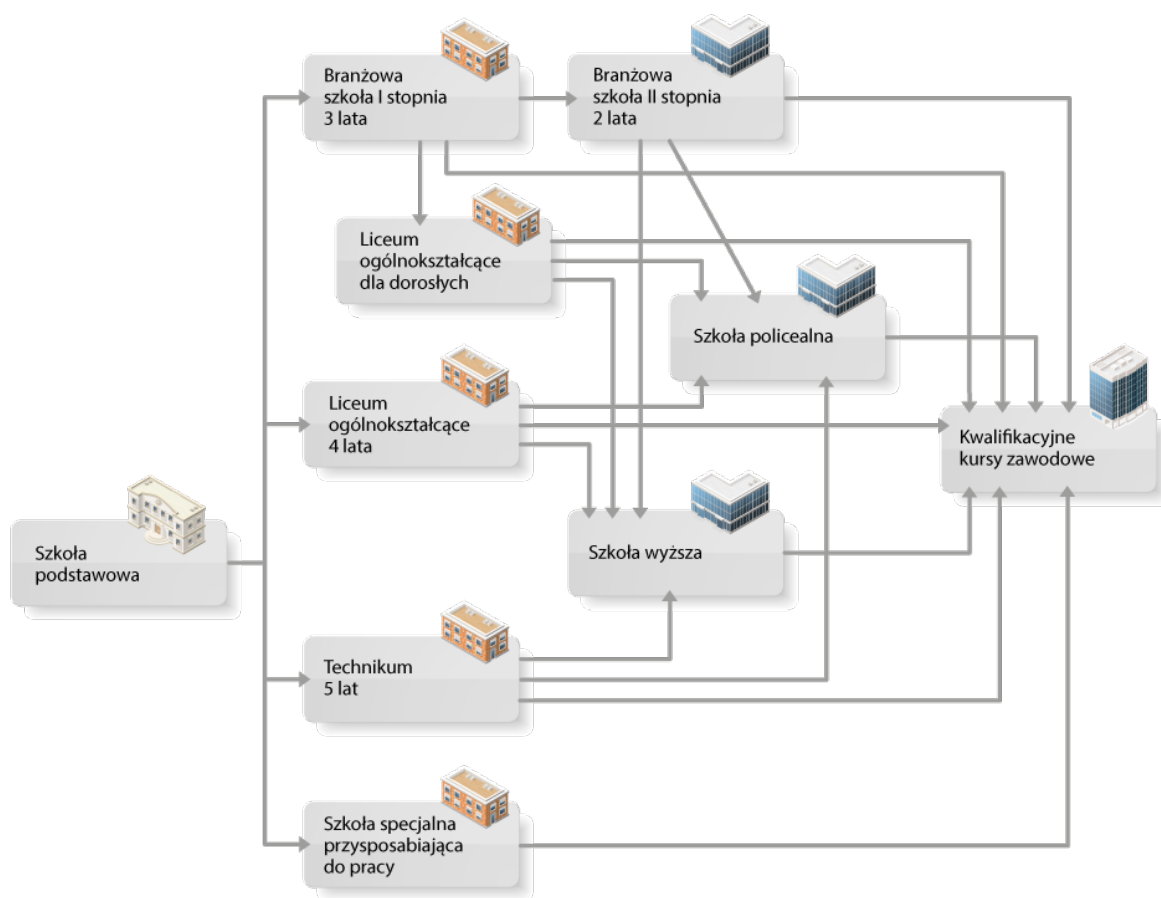 Branżowa
szkoła I stopnia
3 lata
Branżowa
szkoła II stopnia
2 lata
Liceum
ogólnokształcące
dla dorosłych
Szkoła policealna
Liceum
ogólnokształcące
4 lata
Kwalifikacyjne
kursy zawodowe
Szkoła
podstawowa
Szkoła wyższa
Technikum
5 lat
Szkoła specjalna
przysposabiająca
do pracy